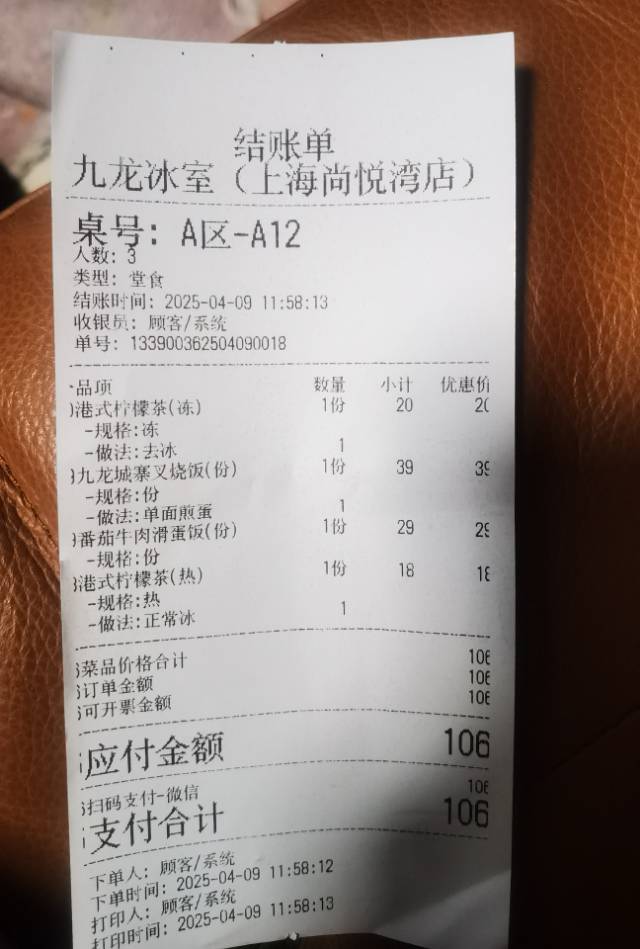 结账单
九龙冰室（上海尚悦湾店）
桌号: A区-A12
人数: 3
类型: 堂食
结账时间: 2025-04-09 11:58:13
收银员: 顾客/系统
单号: 133900362504090018
品项 数量 小计 优惠价
港式柠檬茶(冻) 1份 20 20
-规格:冻
-做法:去冰 1
九龙城寨叉烧饭(份) 1份 39 39
-规格:份
-做法:单面煎蛋 1
番茄牛肉滑蛋饭(份) 1份 29 29
-规格:份
港式柠檬茶(热) 1份 18 18
-规格:热
-做法:正常冰 1
菜品价格合计 106
订单金额 106
可开票金额 106
应付金额 106
扫码支付-微信 106
支付合计 106
下单人: 顾客/系统
下单时间: 2025-04-09 11:58:12
打印人: 顾客/系统
打印时间: 2025-04-09 11:58:13